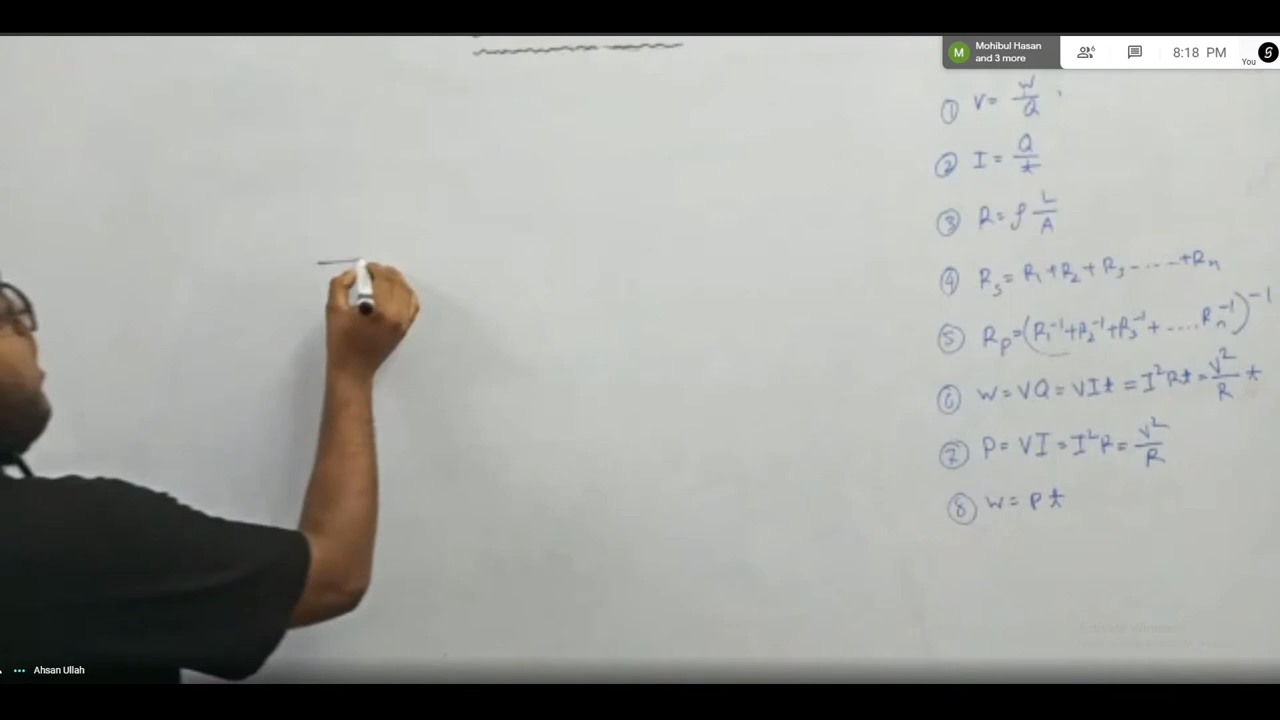 Mohibul Hasan
and 3 more
6
8:18 PM
You
① V = W/Q
② I = Q/t
③ R = ρ L/A
④ Rₛ = R₁ + R₂ + R₃ ----- + Rₙ
⑤ Rₚ = (R₁⁻¹ + R₂⁻¹ + R₃⁻¹ + ..... Rₙ⁻¹)⁻¹
⑥ W = VQ = VIt = I²Rt = V²/R t
⑦ P = VI = I²R = V²/R
⑧ W = Pt
Ahsan Ullah